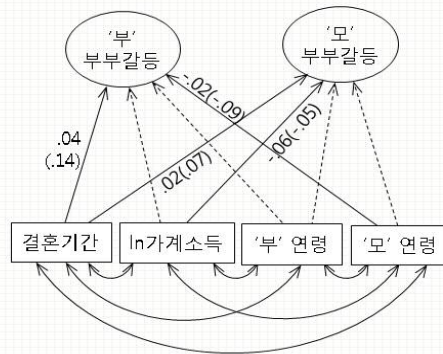 '부'
부부갈등
'모'
부부갈등
-.02(-.09)
.04
(.14)
.02(.07)
-.06(-.05)
결혼기간
ln가계소득
'부' 연령
'모' 연령